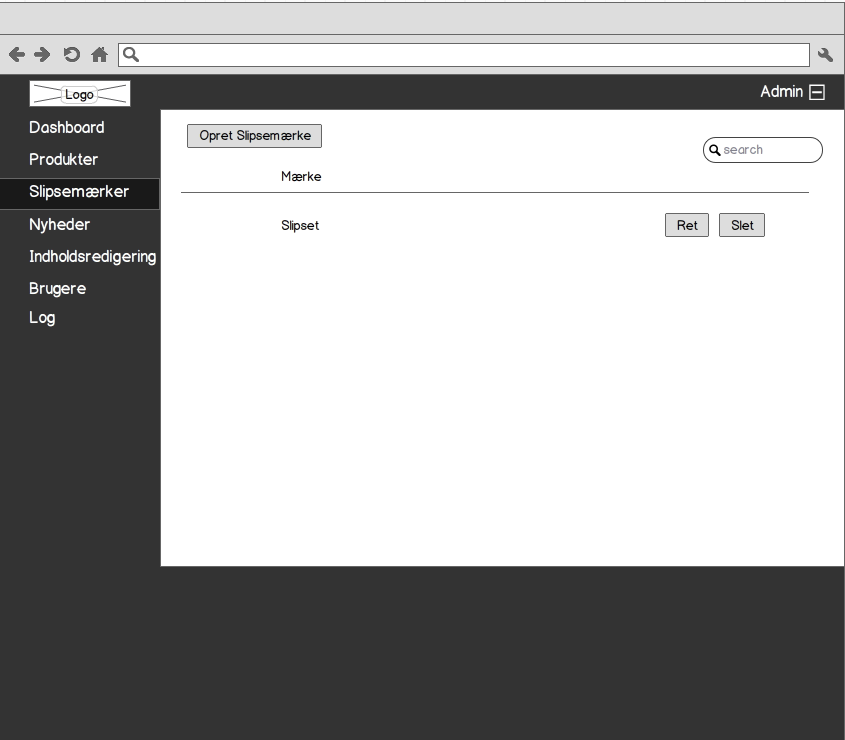 Logo
Admin
Dashboard
Produkter
Slipsemærker
Nyheder
Indholdsredigering
Brugere
Log
Opret Slipsemærke
search
Mærke
Slipset
Ret
Slet